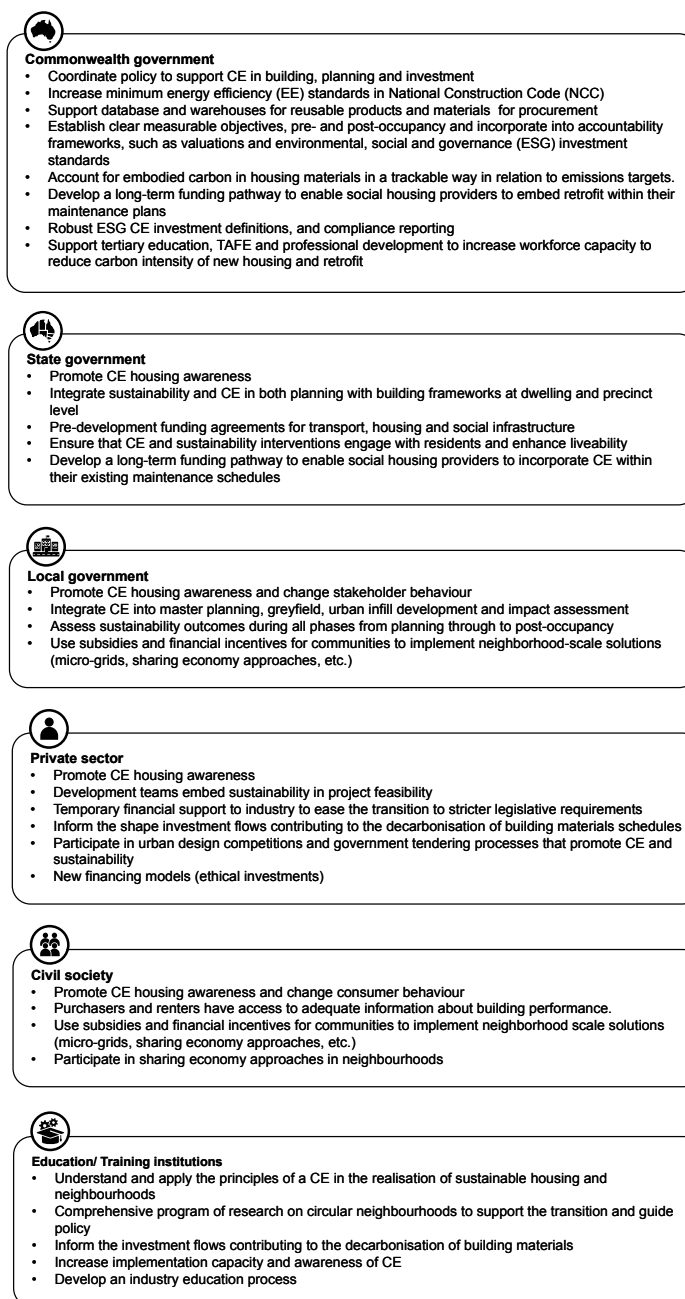 Commonwealth government
• Coordinate policy to support CE in building, planning and investment
• Increase minimum energy efficiency (EE) standards in National Construction Code (NCC)
• Support database and warehouses for reusable products and materials for procurement
• Establish clear measurable objectives, pre- and post-occupancy and incorporate into accountability
frameworks, such as valuations and environmental, social and governance (ESG) investment
standards
• Account for embodied carbon in housing materials in a trackable way in relation to emissions targets.
• Develop a long-term funding pathway to enable social housing providers to embed retrofit within their
maintenance plans
• Robust ESG CE investment definitions, and compliance reporting
• Support tertiary education, TAFE and professional development to increase workforce capacity to
reduce carbon intensity of new housing and retrofit
State government
• Promote CE housing awareness
• Integrate sustainability and CE in both planning with building frameworks at dwelling and precinct
level
• Pre-development funding agreements for transport, housing and social infrastructure
• Ensure that CE and sustainability interventions engage with residents and enhance liveability
• Develop a long-term funding pathway to enable social housing providers to incorporate CE within
their existing maintenance schedules
Local government
• Promote CE housing awareness and change stakeholder behaviour
• Integrate CE into master planning, greyfield, urban infill development and impact assessment
• Assess sustainability outcomes during all phases from planning through to post-occupancy
• Use subsidies and financial incentives for communities to implement neighborhood-scale solutions
(micro-grids, sharing economy approaches, etc.)
Private sector
• Promote CE housing awareness
• Development teams embed sustainability in project feasibility
• Temporary financial support to industry to ease the transition to stricter legislative requirements
• Inform the shape investment flows contributing to the decarbonisation of building materials schedules
• Participate in urban design competitions and government tendering processes that promote CE and
sustainability
• New financing models (ethical investments)
Civil society
• Promote CE housing awareness and change consumer behaviour
• Purchasers and renters have access to adequate information about building performance.
• Use subsidies and financial incentives for communities to implement neighborhood scale solutions
(micro-grids, sharing economy approaches, etc.)
• Participate in sharing economy approaches in neighbourhoods
Education/ Training institutions
• Understand and apply the principles of a CE in the realisation of sustainable housing and
neighbourhoods
• Comprehensive program of research on circular neighbourhoods to support the transition and guide
policy
• Inform the investment flows contributing to the decarbonisation of building materials
• Increase implementation capacity and awareness of CE
• Develop an industry education process